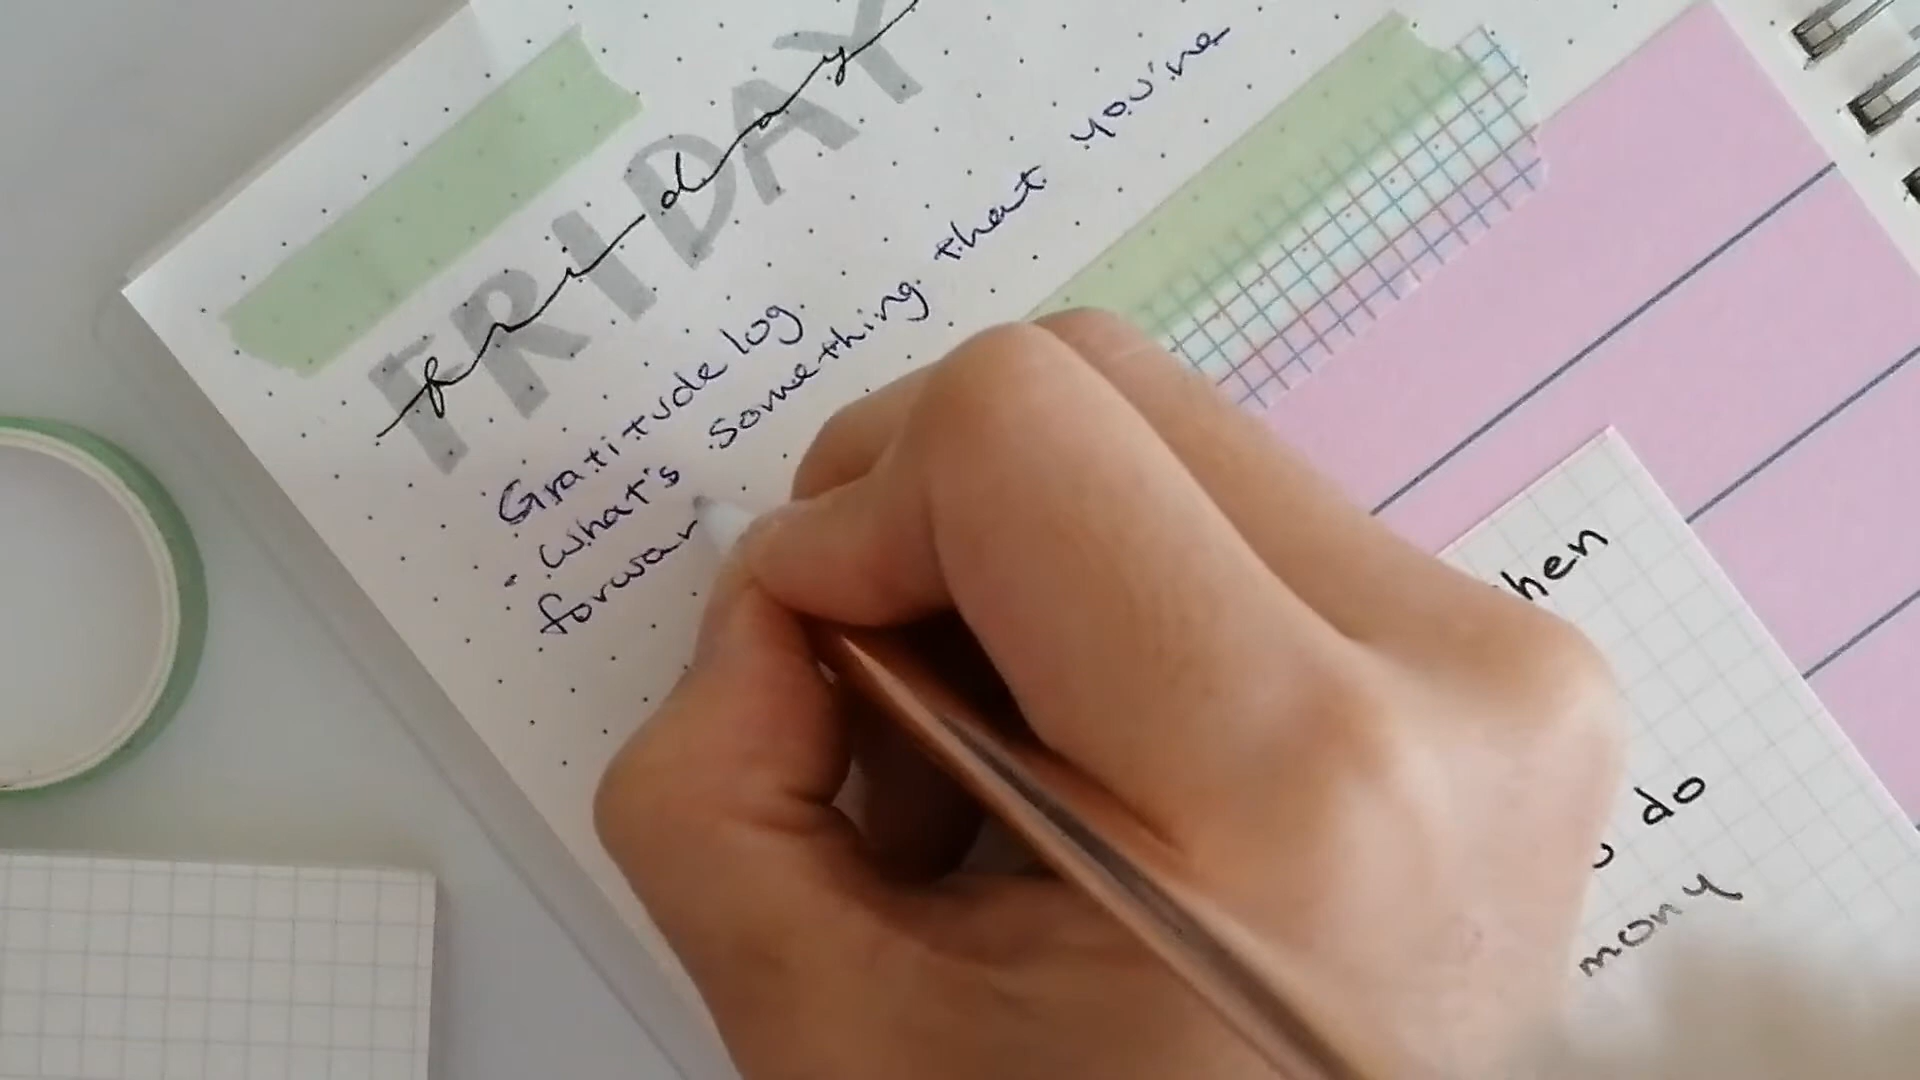 FRIDAY
friday
Gratitude log
• What's something that you're
forwar
hen
do
mony